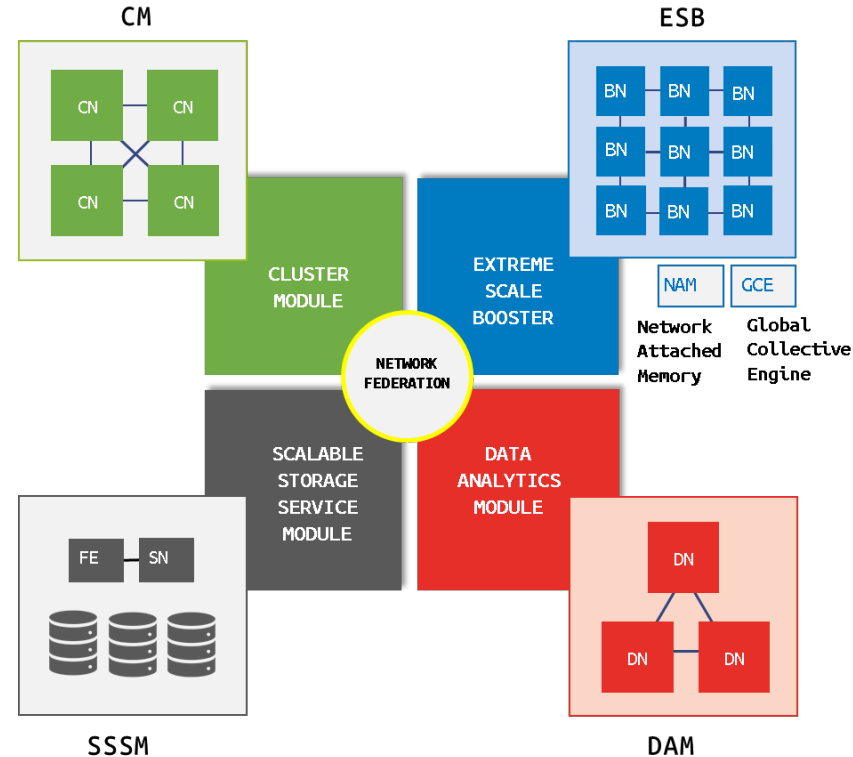 CM
ESB
CN
CN
CN
CN
BN
BN
BN
BN
BN
BN
BN
BN
BN
CLUSTER
MODULE
EXTREME
SCALE
BOOSTER
NAM
GCE
Network
Attached
Memory
Global
Collective
Engine
NETWORK
FEDERATION
SCALABLE
STORAGE
SERVICE
MODULE
DATA
ANALYTICS
MODULE
FE
SN
DN
DN
DN
SSSM
DAM